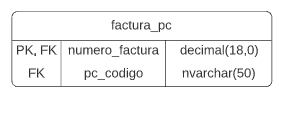 factura_pc
PK, FK numero_factura decimal(18,0)
FK pc_codigo nvarchar(50)